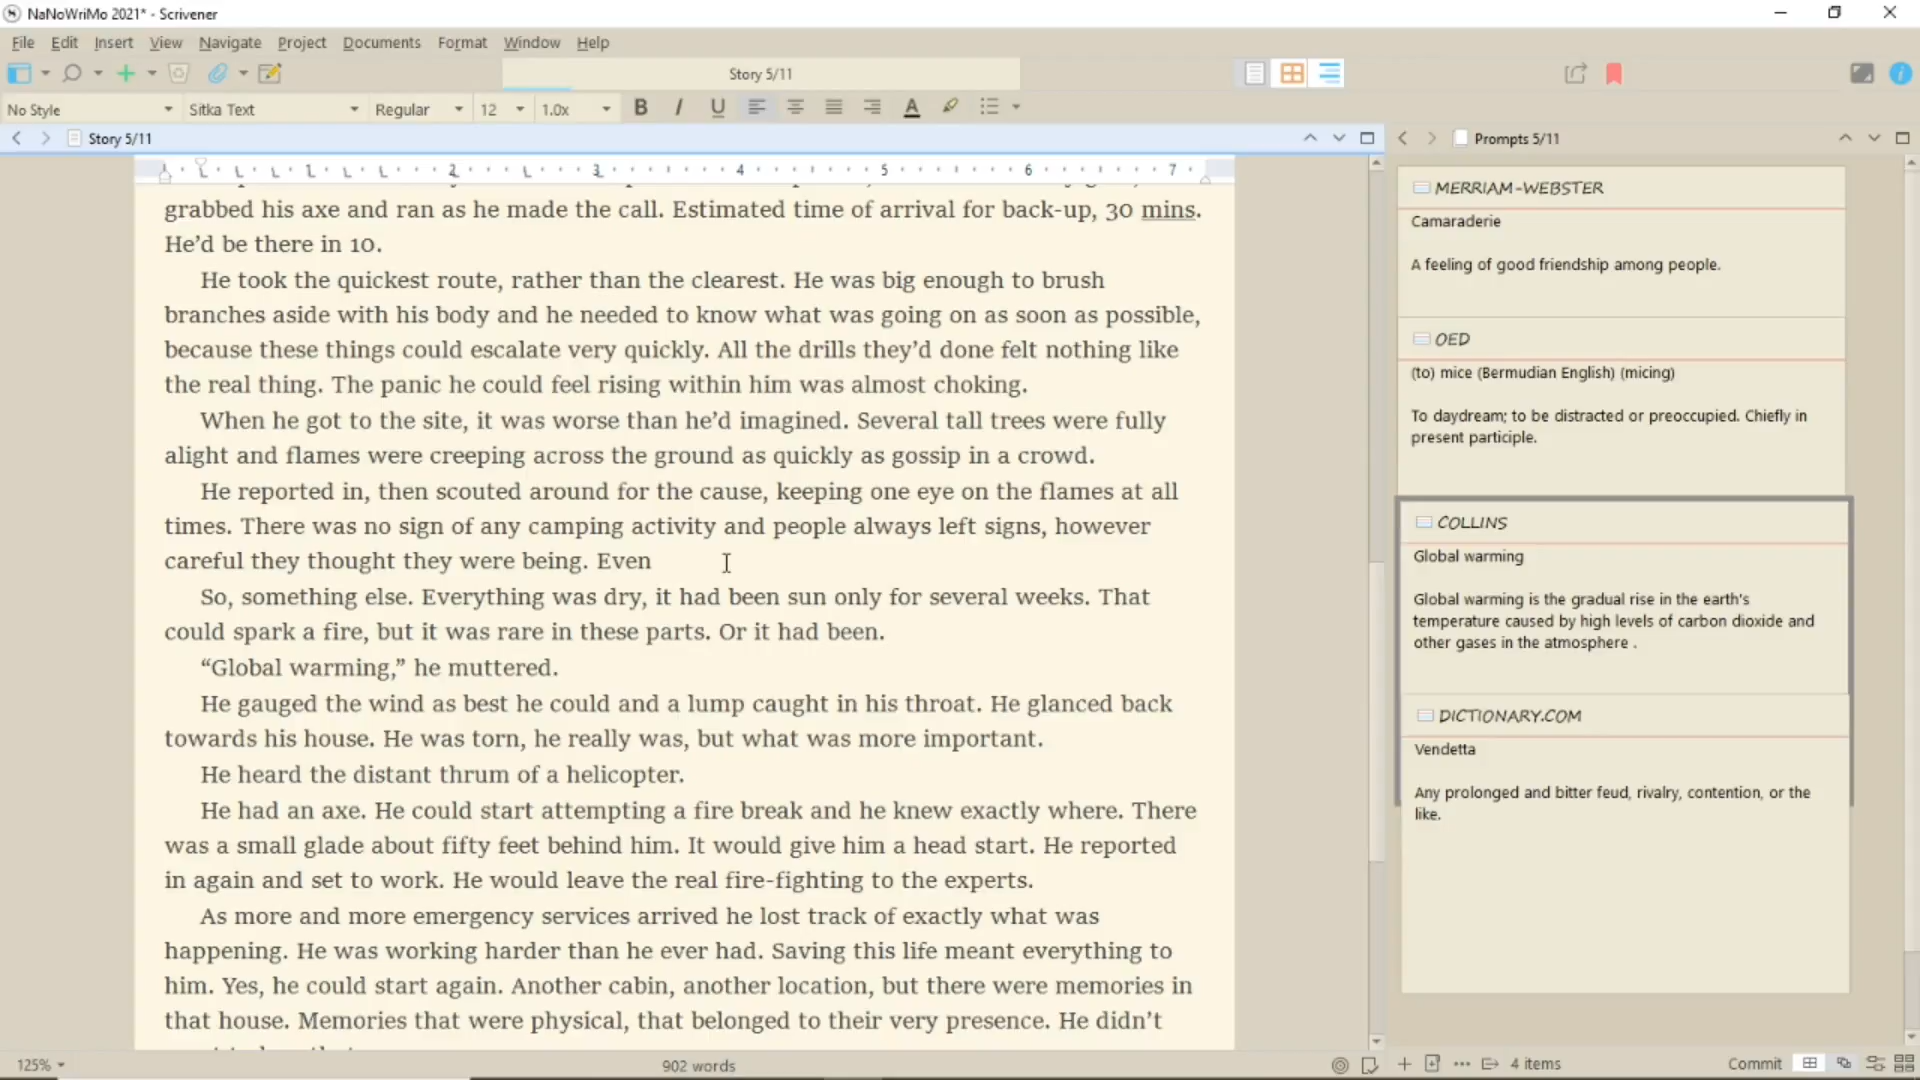 NaNoWriMo 2021* - Scrivener
File Edit Insert View Navigate Project Documents Format Window Help
Story 5/11
No Style Sitka Text Regular 12 1.0x B I U A
Story 5/11
1 2 3 4 5 6 7
grabbed his axe and ran as he made the call. Estimated time of arrival for back-up, 30 mins.
He’d be there in 10.
He took the quickest route, rather than the clearest. He was big enough to brush
branches aside with his body and he needed to know what was going on as soon as possible,
because these things could escalate very quickly. All the drills they’d done felt nothing like
the real thing. The panic he could feel rising within him was almost choking.
When he got to the site, it was worse than he’d imagined. Several tall trees were fully
alight and flames were creeping across the ground as quickly as gossip in a crowd.
He reported in, then scouted around for the cause, keeping one eye on the flames at all
times. There was no sign of any camping activity and people always left signs, however
careful they thought they were being. Even
So, something else. Everything was dry, it had been sun only for several weeks. That
could spark a fire, but it was rare in these parts. Or it had been.
“Global warming,” he muttered.
He gauged the wind as best he could and a lump caught in his throat. He glanced back
towards his house. He was torn, he really was, but what was more important.
He heard the distant thrum of a helicopter.
He had an axe. He could start attempting a fire break and he knew exactly where. There
was a small glade about fifty feet behind him. It would give him a head start. He reported
in again and set to work. He would leave the real fire-fighting to the experts.
As more and more emergency services arrived he lost track of exactly what was
happening. He was working harder than he ever had. Saving this life meant everything to
him. Yes, he could start again. Another cabin, another location, but there were memories in
that house. Memories that were physical, that belonged to their very presence. He didn’t
125%
902 words
Prompts 5/11
MERRIAM-WEBSTER
Camaraderie
A feeling of good friendship among people.
OED
(to) mice (Bermudian English) (micing)
To daydream; to be distracted or preoccupied. Chiefly in
present participle.
COLLINS
Global warming
Global warming is the gradual rise in the earth's
temperature caused by high levels of carbon dioxide and
other gases in the atmosphere .
DICTIONARY.COM
Vendetta
Any prolonged and bitter feud, rivalry, contention, or the
like.
4 items
Commit